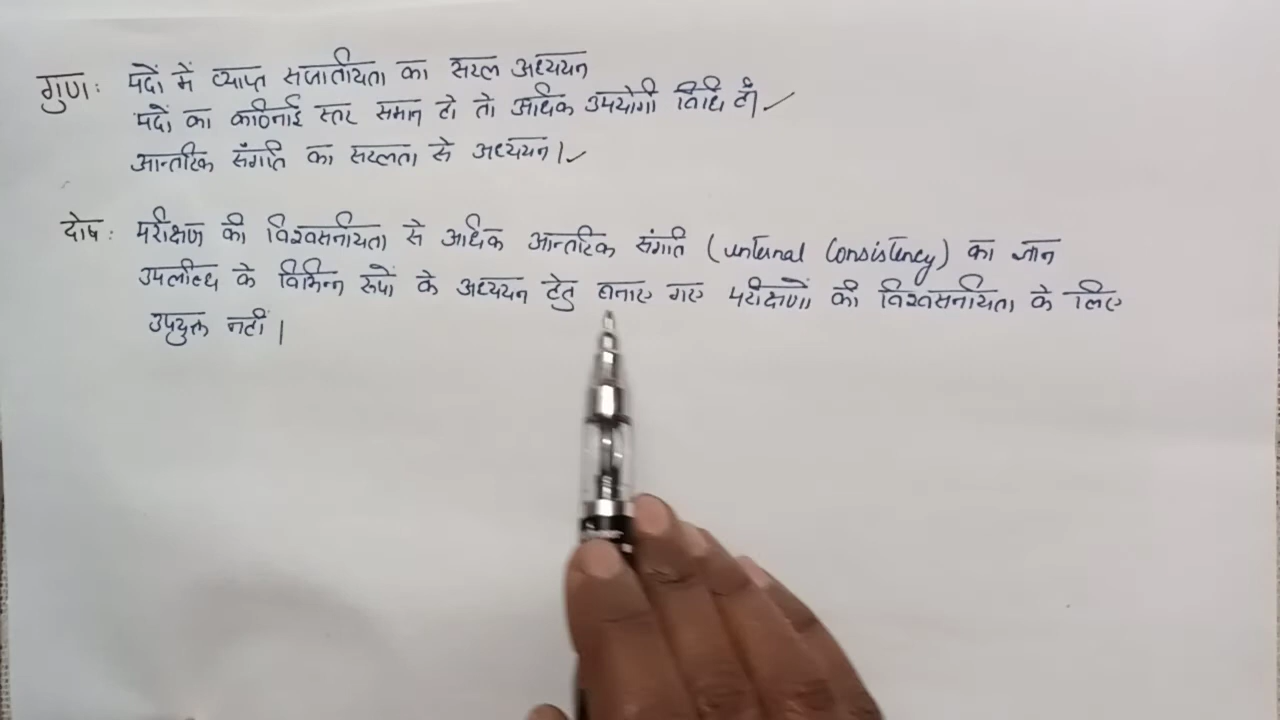 गुण: पदों में व्याप्त सजातीयता का सरल अध्ययन
पदों का कठिनाई स्तर समान हो तो अधिक उपयोगी विधि है। ✓
आन्तरिक संगति का सरलता से अध्ययन। ✓
दोष: परीक्षण की विश्वसनीयता से अधिक आन्तरिक संगति (internal Consistency) का ज्ञान
उपलब्धि के विभिन्न रूपों के अध्ययन हेतु बनाए गए परीक्षणों की विश्वसनीयता के लिए
उपयुक्त नहीं।